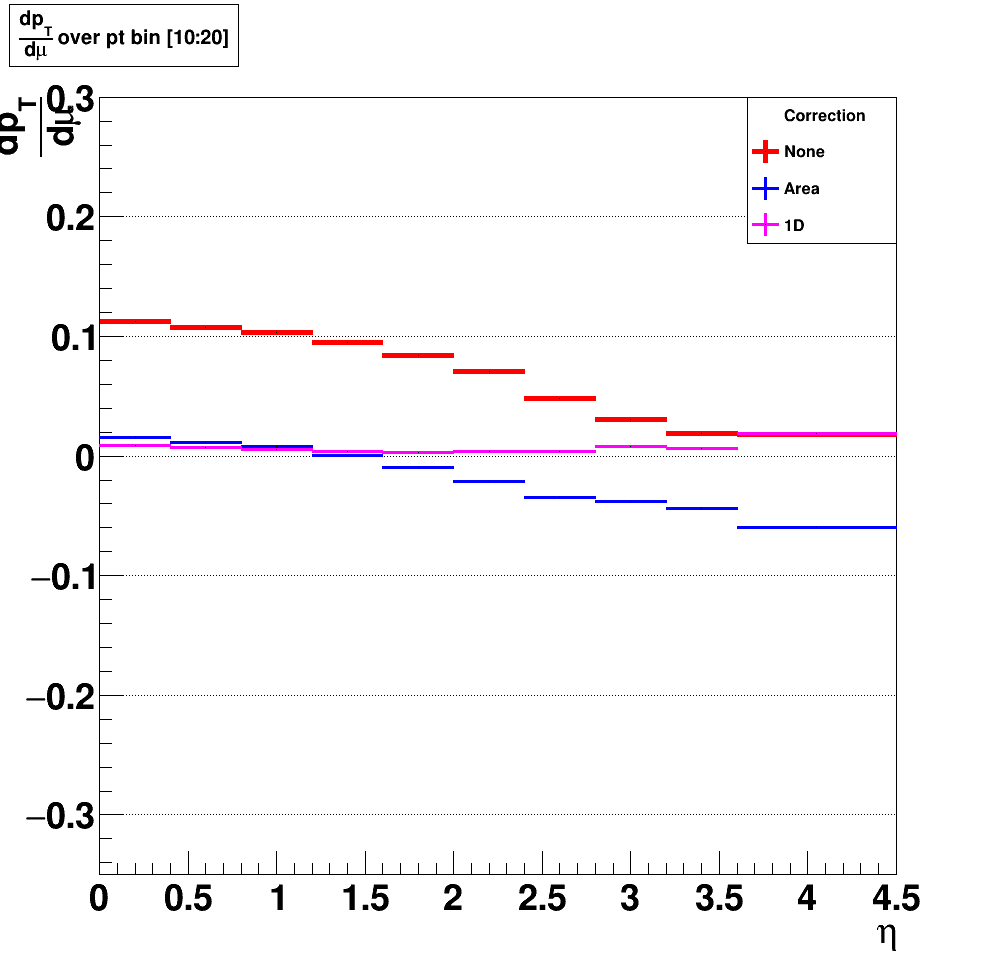 dp_T
dμ over pt bin [10:20]
dp_T
dμ
0.3
0.2
0.1
0
−0.1
−0.2
−0.3
Correction
None
Area
1D
0 0.5 1 1.5 2 2.5 3 3.5 4 4.5
η